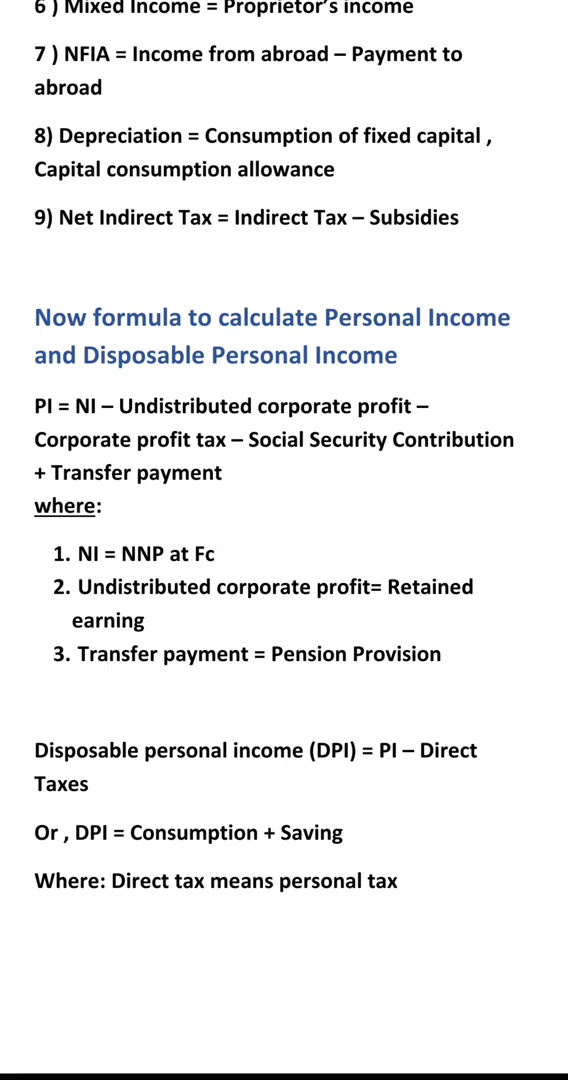 6 ) Mixed Income = Proprietor's income
7 ) NFIA = Income from abroad – Payment to
abroad
8) Depreciation = Consumption of fixed capital ,
Capital consumption allowance
9) Net Indirect Tax = Indirect Tax – Subsidies
Now formula to calculate Personal Income
and Disposable Personal Income
PI = NI – Undistributed corporate profit –
Corporate profit tax – Social Security Contribution
+ Transfer payment
where:
1. NI = NNP at Fc
2. Undistributed corporate profit= Retained
earning
3. Transfer payment = Pension Provision
Disposable personal income (DPI) = PI – Direct
Taxes
Or , DPI = Consumption + Saving
Where: Direct tax means personal tax